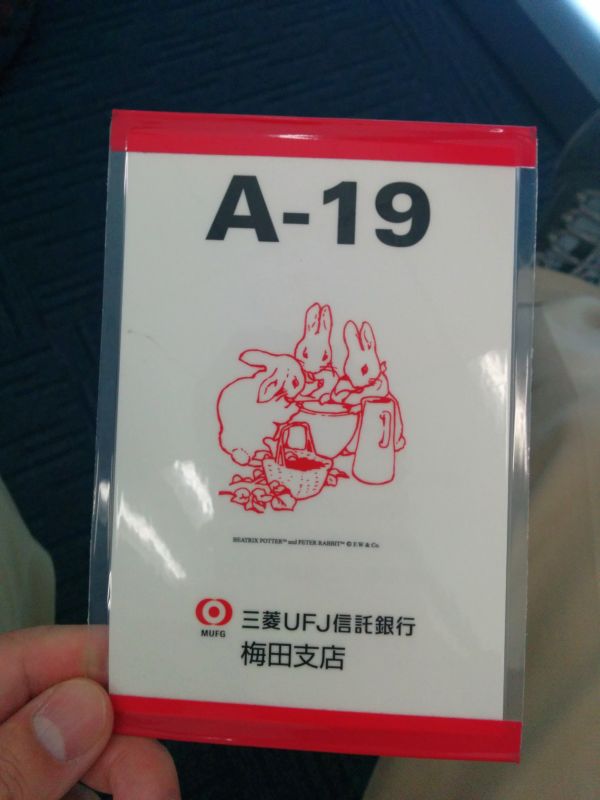 A-19
BEATRIX POTTER™ and PETER RABBIT™ © F.W & Co.
MUFG
三菱UFJ信託銀行
梅田支店